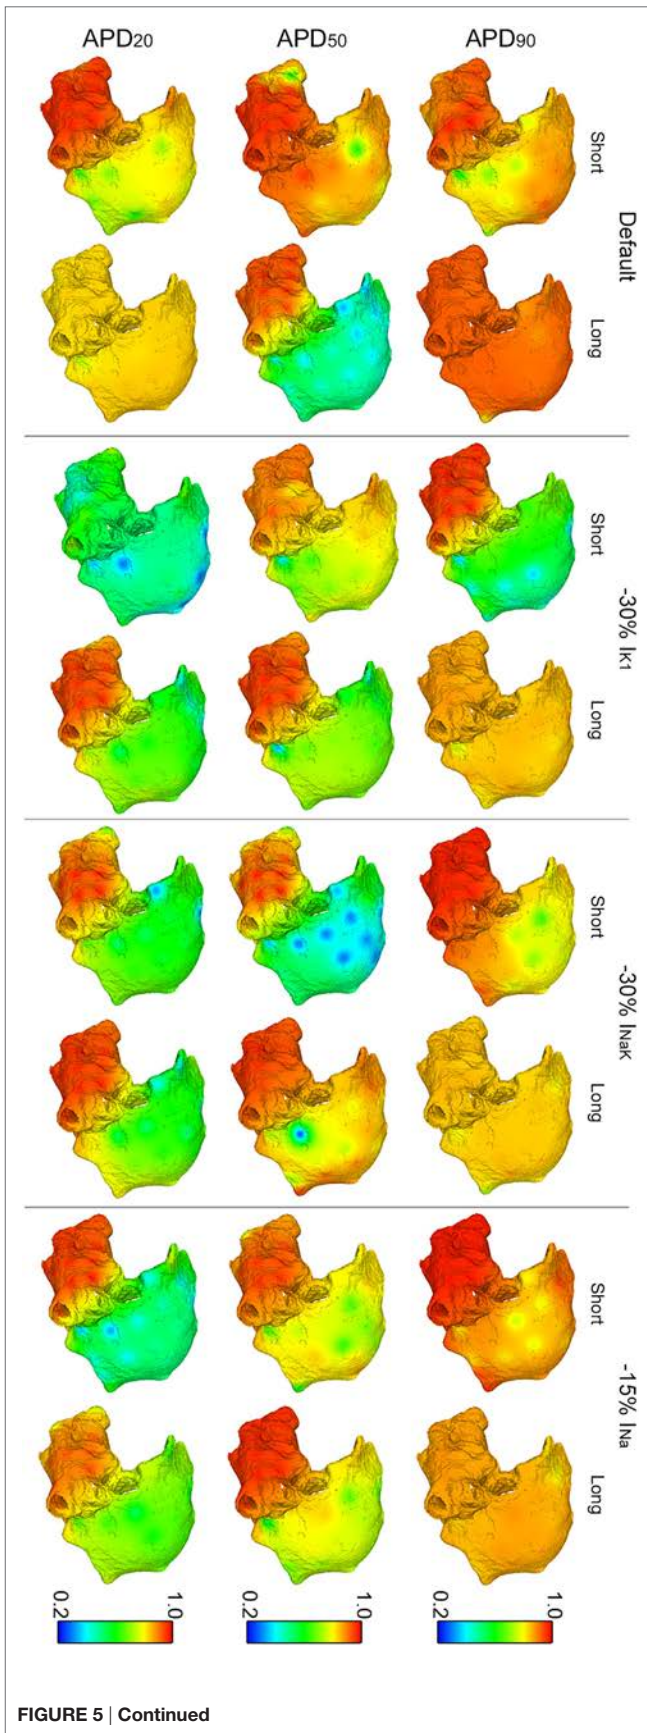 APD20
APD50
APD90
Default
Short
Long
-30% IK1
Short
Long
-30% INaK
Short
Long
-15% INa
Short
Long
1.0
0.2
1.0
0.2
1.0
0.2
FIGURE 5 | Continued